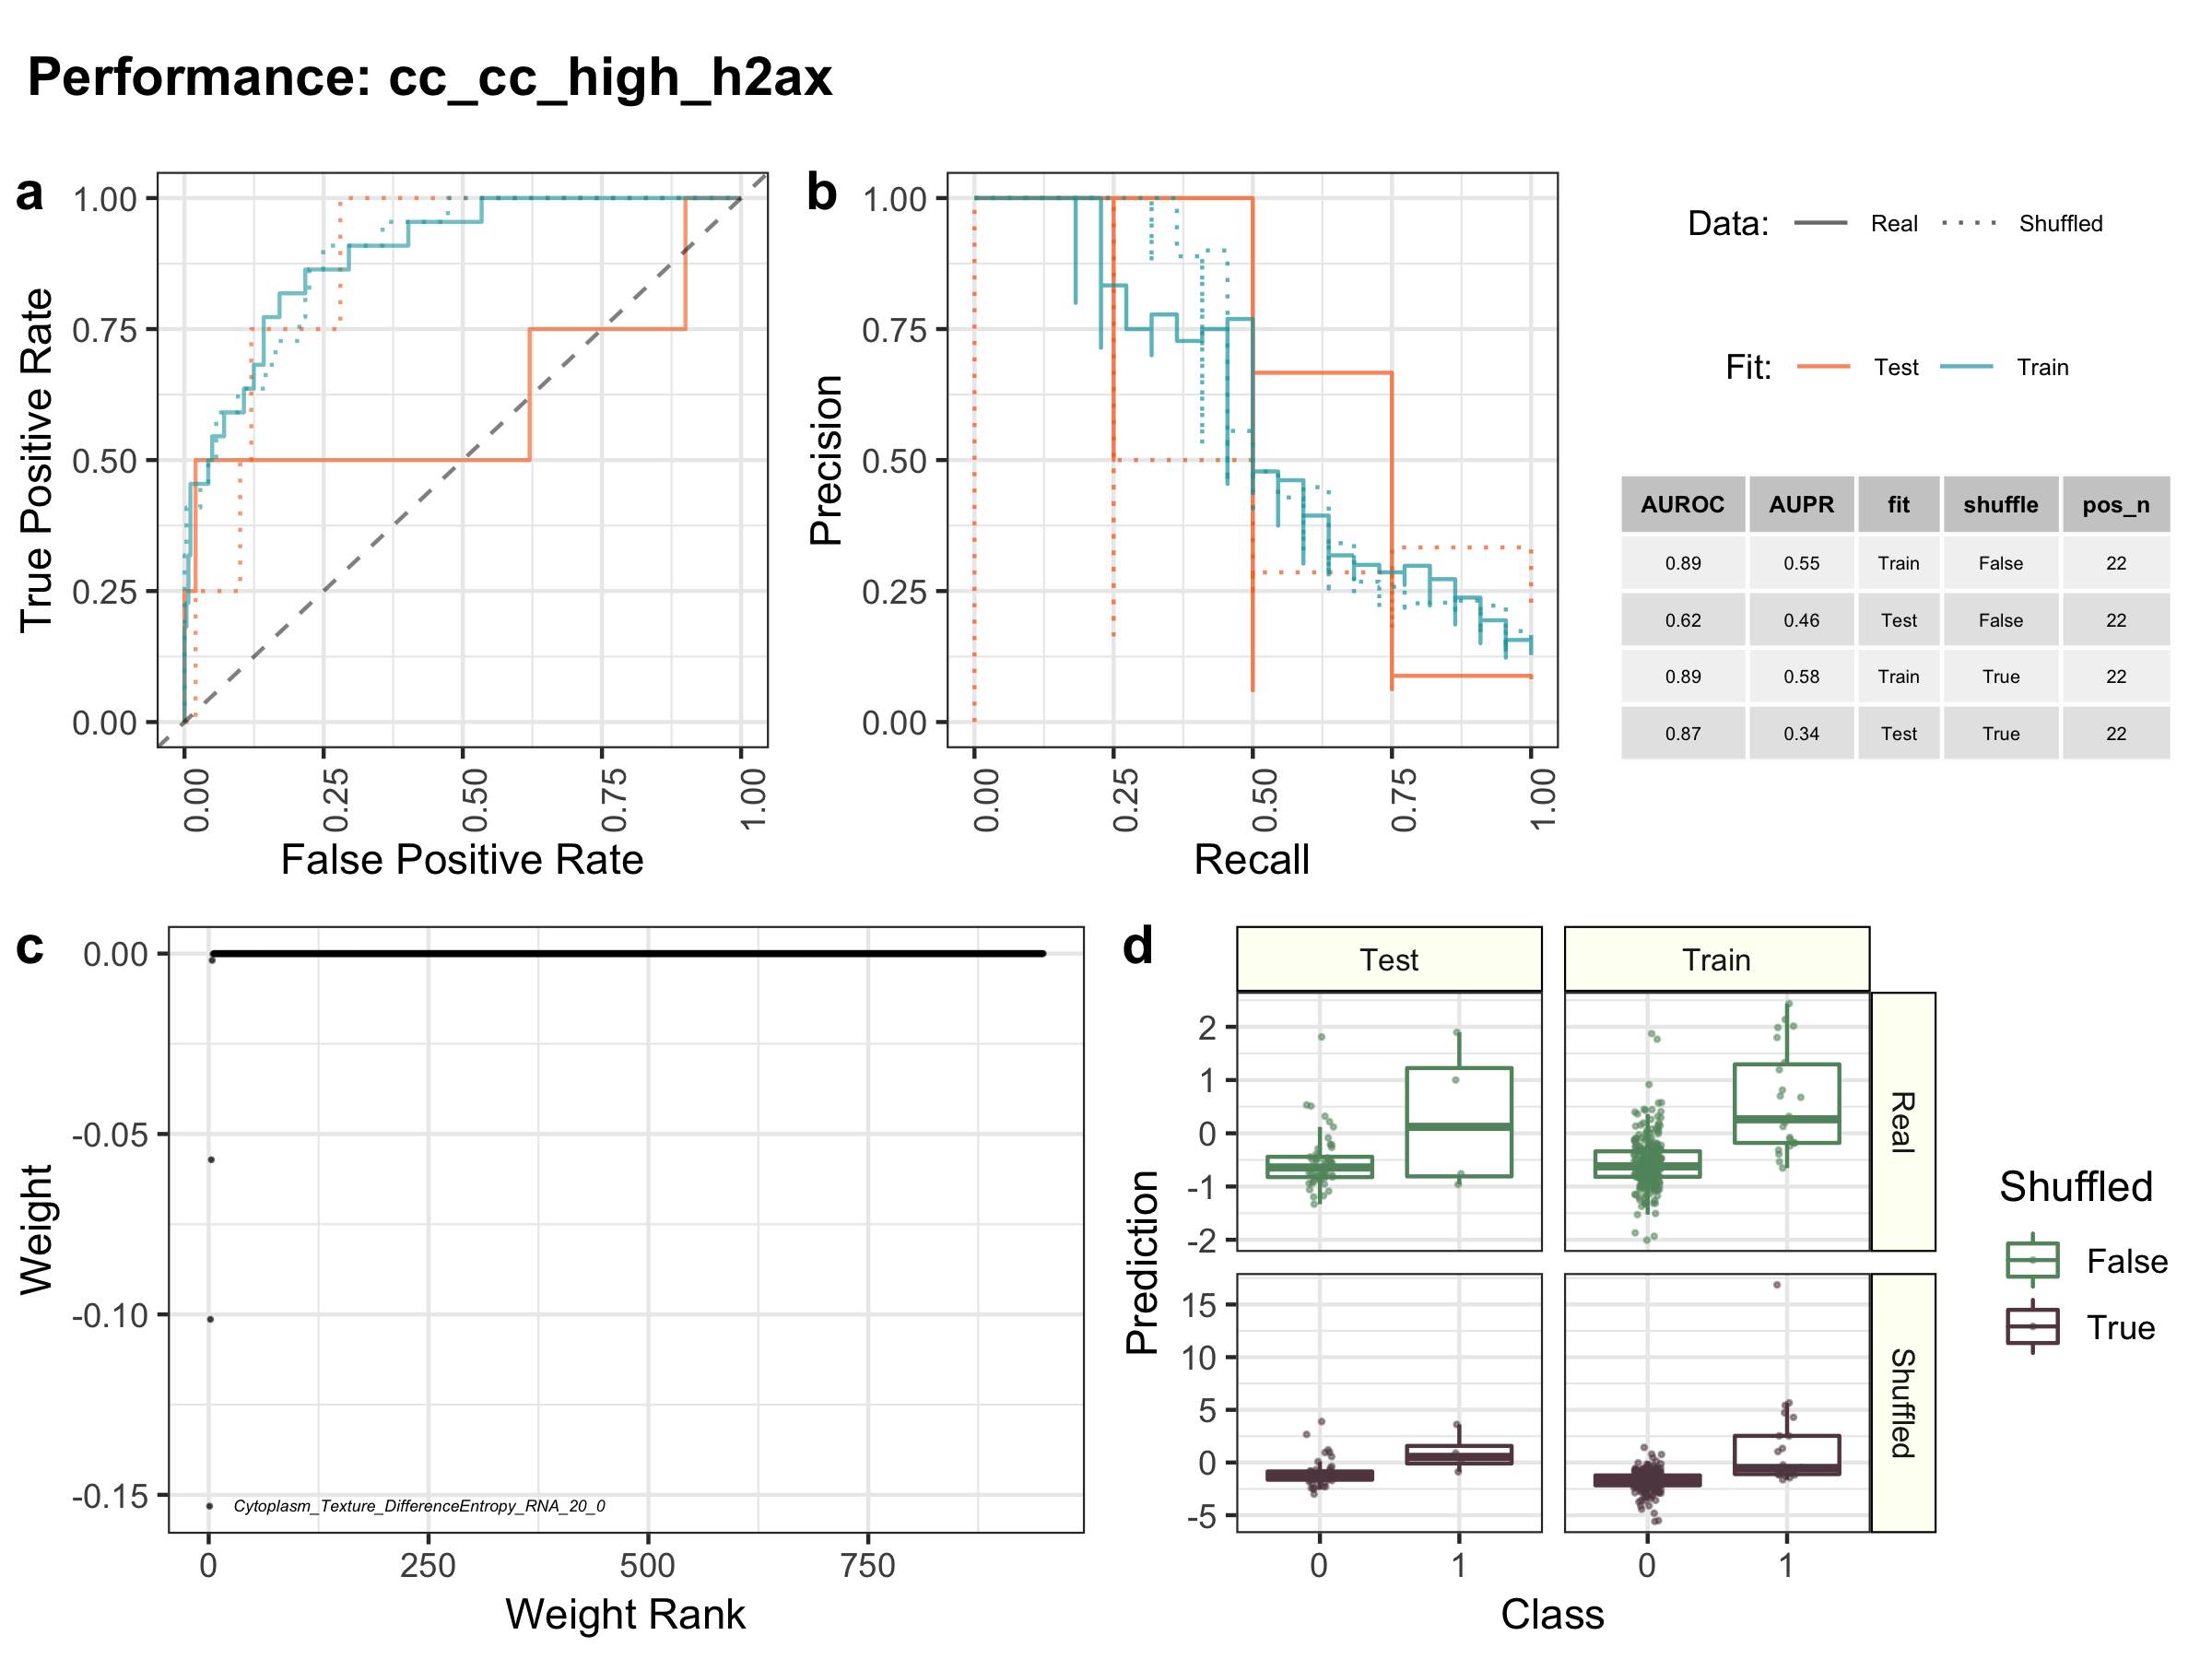 Performance: cc_cc_high_h2ax
a
1.00
0.75
0.50
0.25
0.00
True Positive Rate
0.00
0.25
0.50
0.75
1.00
False Positive Rate
b
1.00
0.75
0.50
0.25
0.00
Precision
0.00
0.25
0.50
0.75
1.00
Recall
Data: Real Shuffled
Fit: Test Train
AUROC AUPR fit shuffle pos_n
0.89 0.55 Train False 22
0.62 0.46 Test False 22
0.89 0.58 Train True 22
0.87 0.34 Test True 22
c
0.00
-0.05
-0.10
-0.15
Weight
Cytoplasm_Texture_DifferenceEntropy_RNA_20_0
0 250 500 750
Weight Rank
d
Test Train
2
1
0
-1
-2
Real
15
10
5
0
-5
Shuffled
Prediction
0 1 0 1
Class
Shuffled
False
True